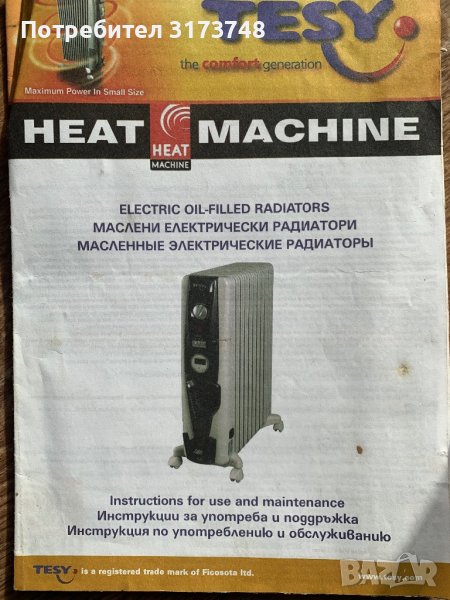 Потребител 3173748
TESY
the comfort generation
Maximum Power In Small Size
HEAT MACHINE
HEAT
MACHINE
ELECTRIC OIL-FILLED RADIATORS
МАСЛЕНИ ЕЛЕКТРИЧЕСКИ РАДИАТОРИ
МАСЛЕННЫЕ ЭЛЕКТРИЧЕСКИЕ РАДИАТОРЫ
Instructions for use and maintenance
Инструкции за употреба и поддръжка
Инструкция по употреблению и обслуживанию
TESY is a registered trade mark of Ficosota ltd.
www.tesy.com
BAZAR